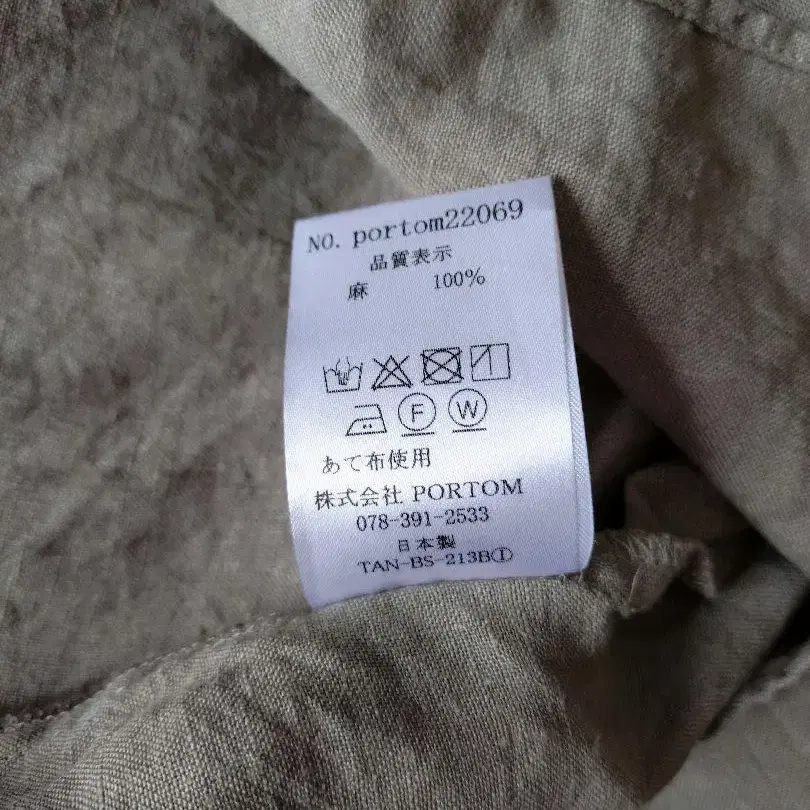 NO. portom22069
品質表示
麻 100%
F W
あて布使用
株式会社 PORTOM
078-391-2533
日本製
TAN-BS-213BⒾ